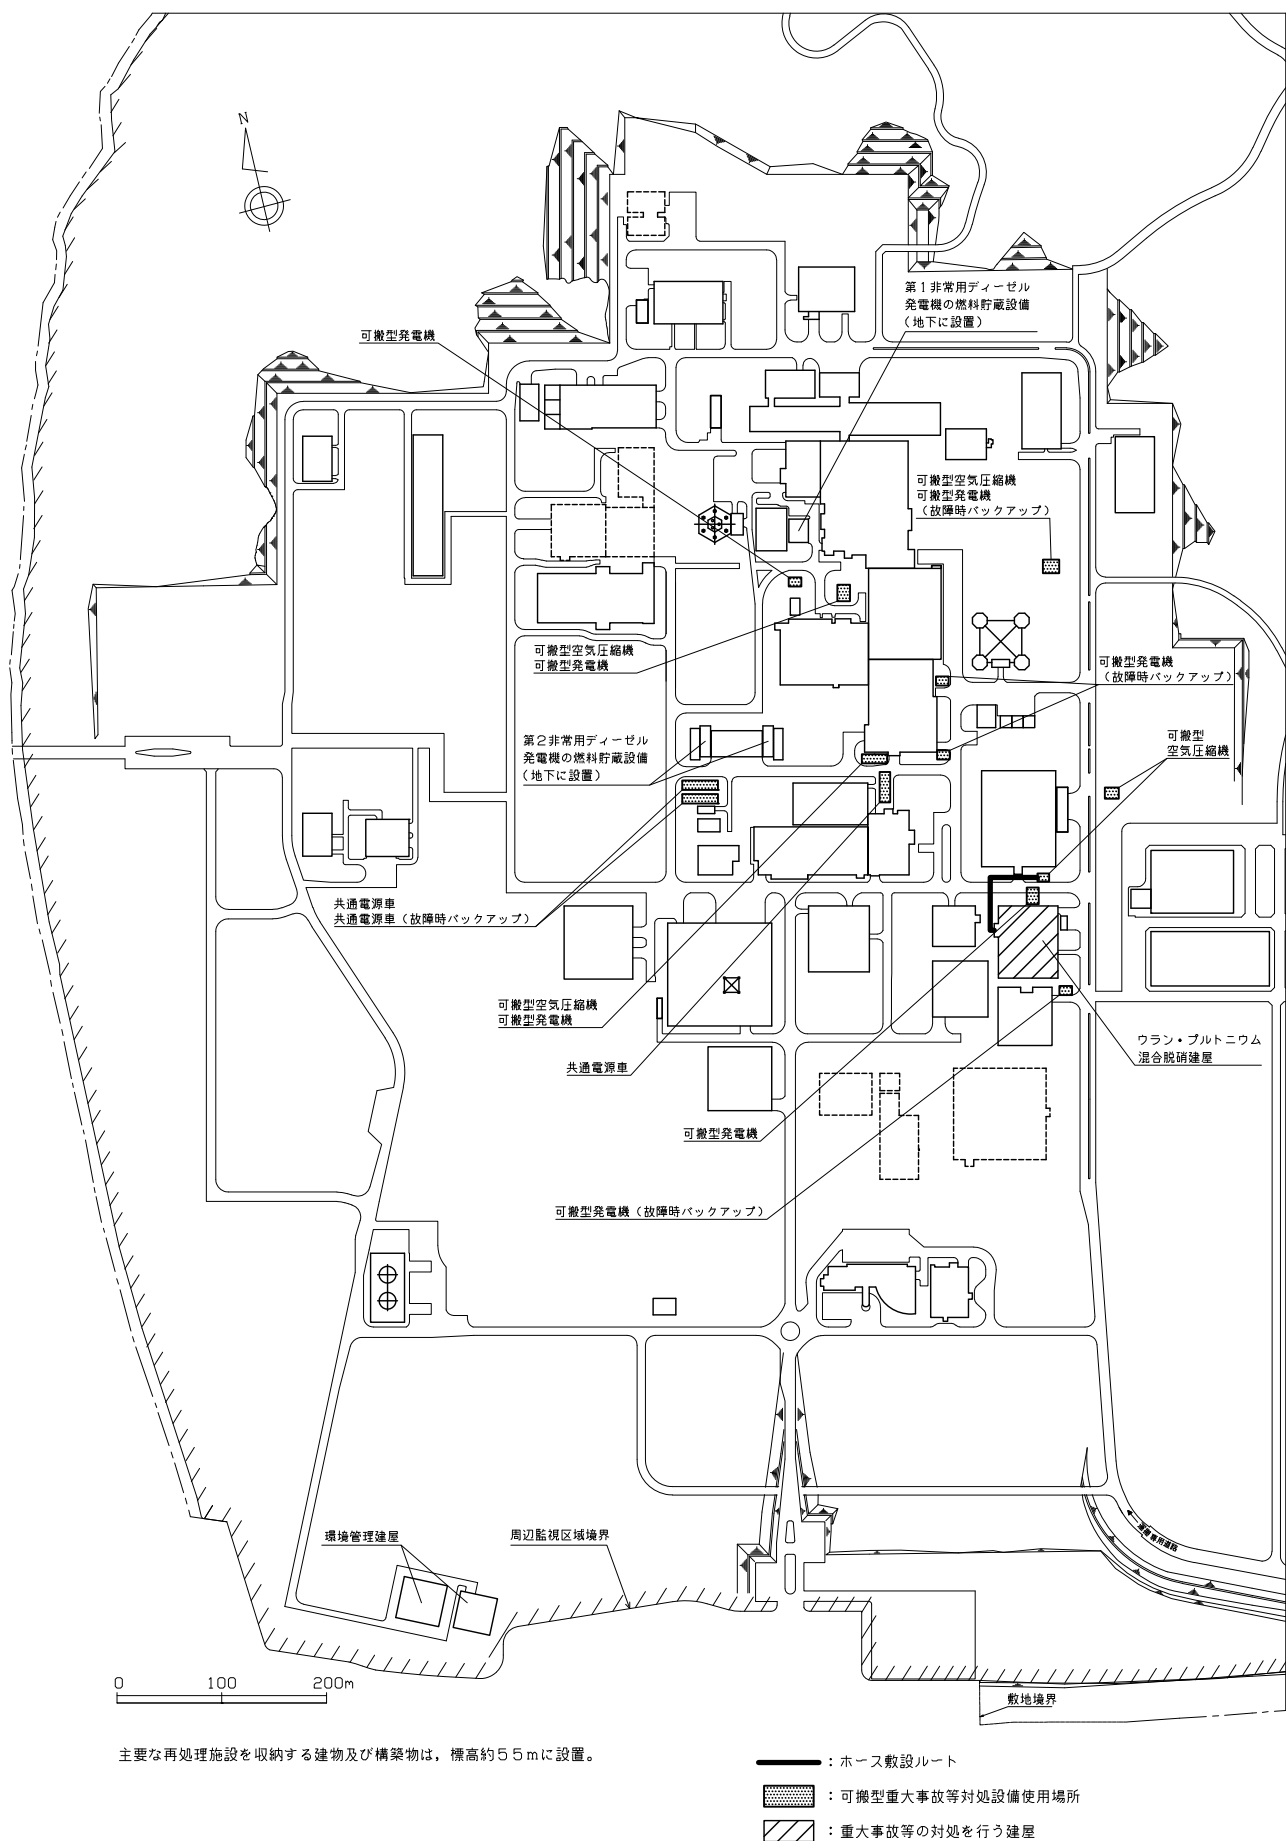 N
第1非常用ディーゼル
発電機の燃料貯蔵設備
(地下に設置)
可搬型発電機
可搬型空気圧縮機
可搬型発電機
(故障時バックアップ)
可搬型空気圧縮機
可搬型発電機
可搬型発電機
(故障時バックアップ)
第2非常用ディーゼル
発電機の燃料貯蔵設備
(地下に設置)
可搬型
空気圧縮機
共通電源車
共通電源車(故障時バックアップ)
可搬型空気圧縮機
可搬型発電機
ウラン・プルトニウム
混合脱硝建屋
共通電源車
可搬型発電機
可搬型発電機(故障時バックアップ)
環境管理建屋
周辺監視区域境界
0 100 200m
敷地境界
主要な再処理施設を収納する建物及び構築物は,標高約55mに設置。
:ホース敷設ルート
:可搬型重大事故等対処設備使用場所
:重大事故等の対処を行う建屋